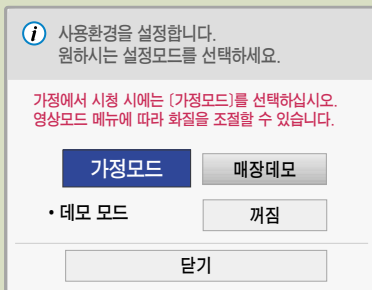 i 사용환경을 설정합니다.
원하시는 설정모드를 선택하세요.
가정에서 시청 시에는 (가정모드)를 선택하십시오.
영상모드 메뉴에 따라 화질을 조절할 수 있습니다.
가정모드 매장데모
• 데모 모드 꺼짐
닫기